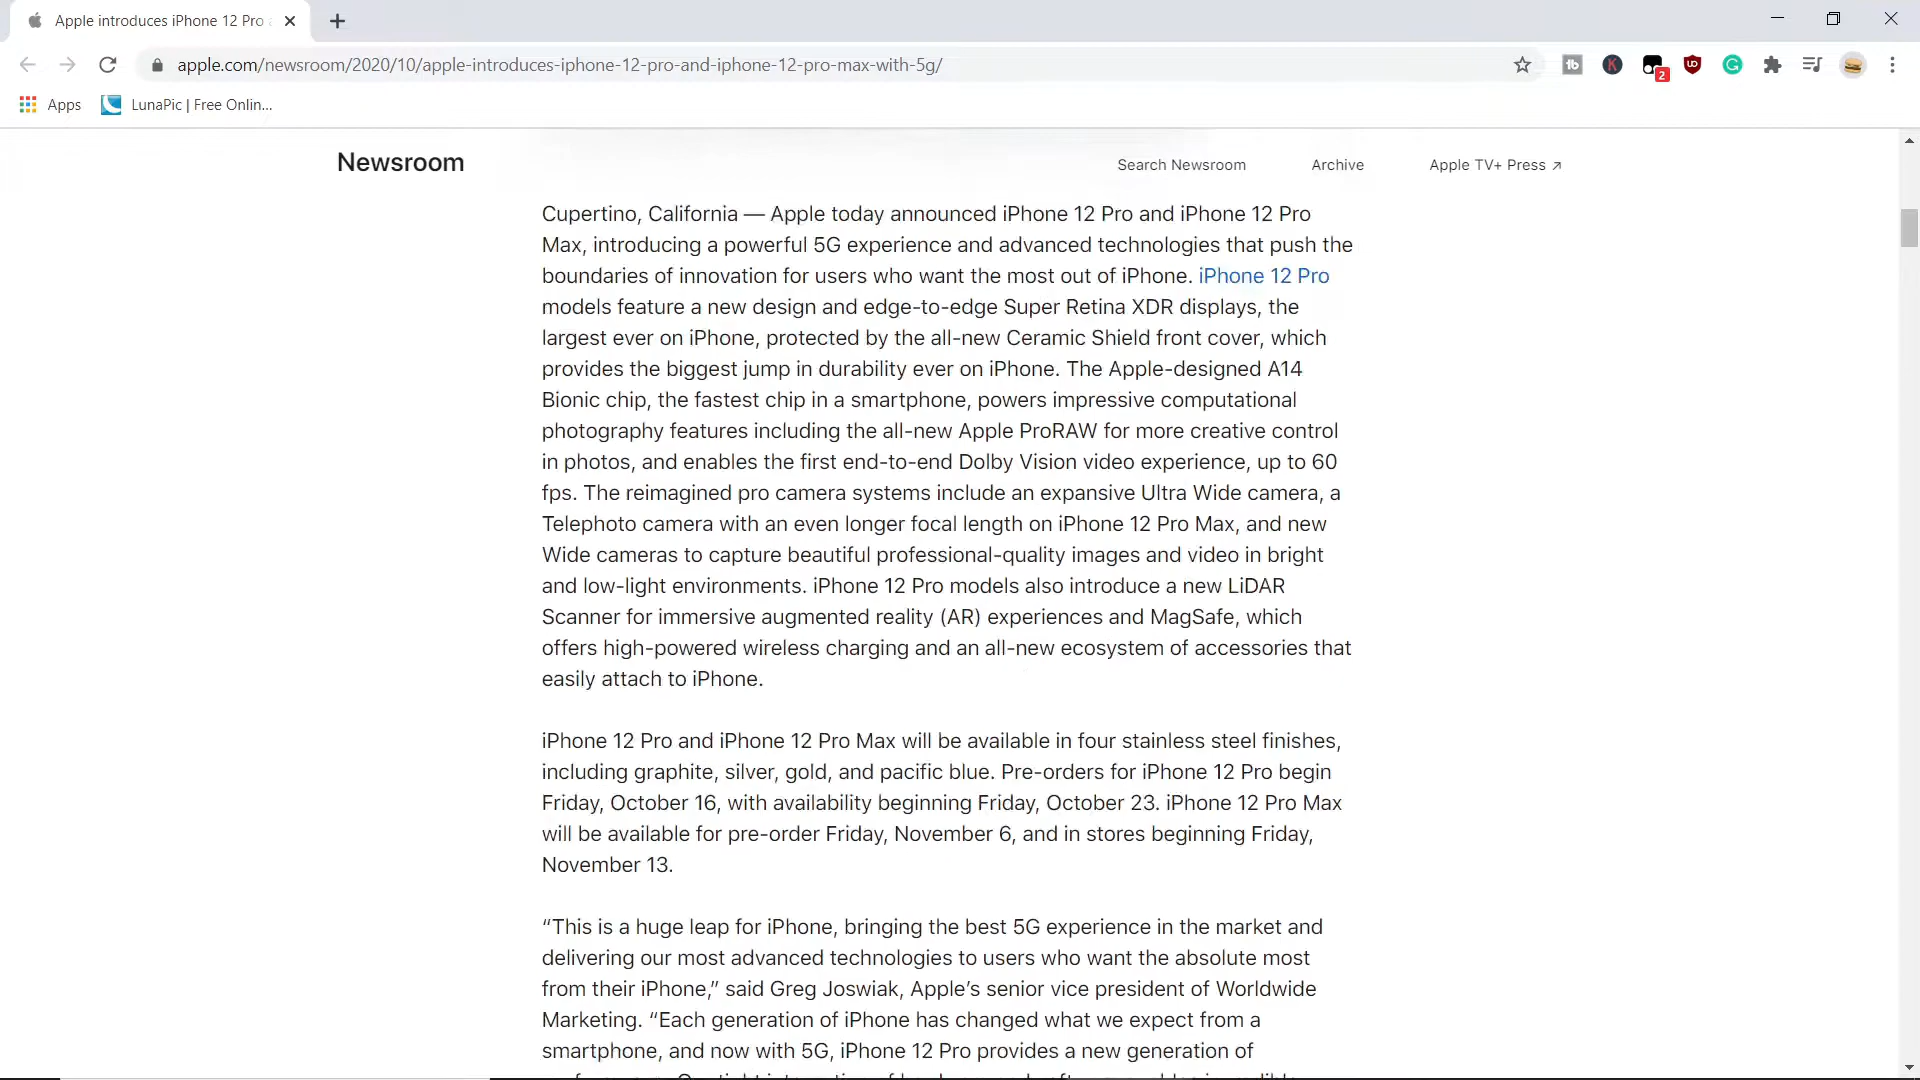 Apple introduces iPhone 12 Pro
apple.com/newsroom/2020/10/apple-introduces-iphone-12-pro-and-iphone-12-pro-max-with-5g/
tb
K
2
Apps
LunaPic | Free Onlin...
Newsroom
Search Newsroom
Archive
Apple TV+ Press ↗
Cupertino, California — Apple today announced iPhone 12 Pro and iPhone 12 Pro
Max, introducing a powerful 5G experience and advanced technologies that push the
boundaries of innovation for users who want the most out of iPhone. iPhone 12 Pro
models feature a new design and edge-to-edge Super Retina XDR displays, the
largest ever on iPhone, protected by the all-new Ceramic Shield front cover, which
provides the biggest jump in durability ever on iPhone. The Apple-designed A14
Bionic chip, the fastest chip in a smartphone, powers impressive computational
photography features including the all-new Apple ProRAW for more creative control
in photos, and enables the first end-to-end Dolby Vision video experience, up to 60
fps. The reimagined pro camera systems include an expansive Ultra Wide camera, a
Telephoto camera with an even longer focal length on iPhone 12 Pro Max, and new
Wide cameras to capture beautiful professional-quality images and video in bright
and low-light environments. iPhone 12 Pro models also introduce a new LiDAR
Scanner for immersive augmented reality (AR) experiences and MagSafe, which
offers high-powered wireless charging and an all-new ecosystem of accessories that
easily attach to iPhone.
iPhone 12 Pro and iPhone 12 Pro Max will be available in four stainless steel finishes,
including graphite, silver, gold, and pacific blue. Pre-orders for iPhone 12 Pro begin
Friday, October 16, with availability beginning Friday, October 23. iPhone 12 Pro Max
will be available for pre-order Friday, November 6, and in stores beginning Friday,
November 13.
“This is a huge leap for iPhone, bringing the best 5G experience in the market and
delivering our most advanced technologies to users who want the absolute most
from their iPhone,” said Greg Joswiak, Apple’s senior vice president of Worldwide
Marketing. “Each generation of iPhone has changed what we expect from a
smartphone, and now with 5G, iPhone 12 Pro provides a new generation of